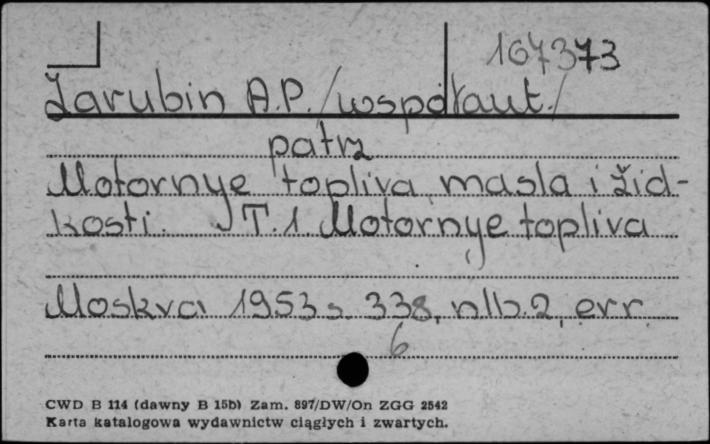 167373
Zarubin A.P. /współaut./
patrz
Motornye topliva, masla i žid-
kosti. T.1 Motornye topliva
Moskva 1953 s. 338, nlb.2, err.
6
CWD B 114 (dawny B 15b) Zam. 897/DW/On ZGG 2542
Karta katalogowa wydawnictw ciągłych i zwartych.